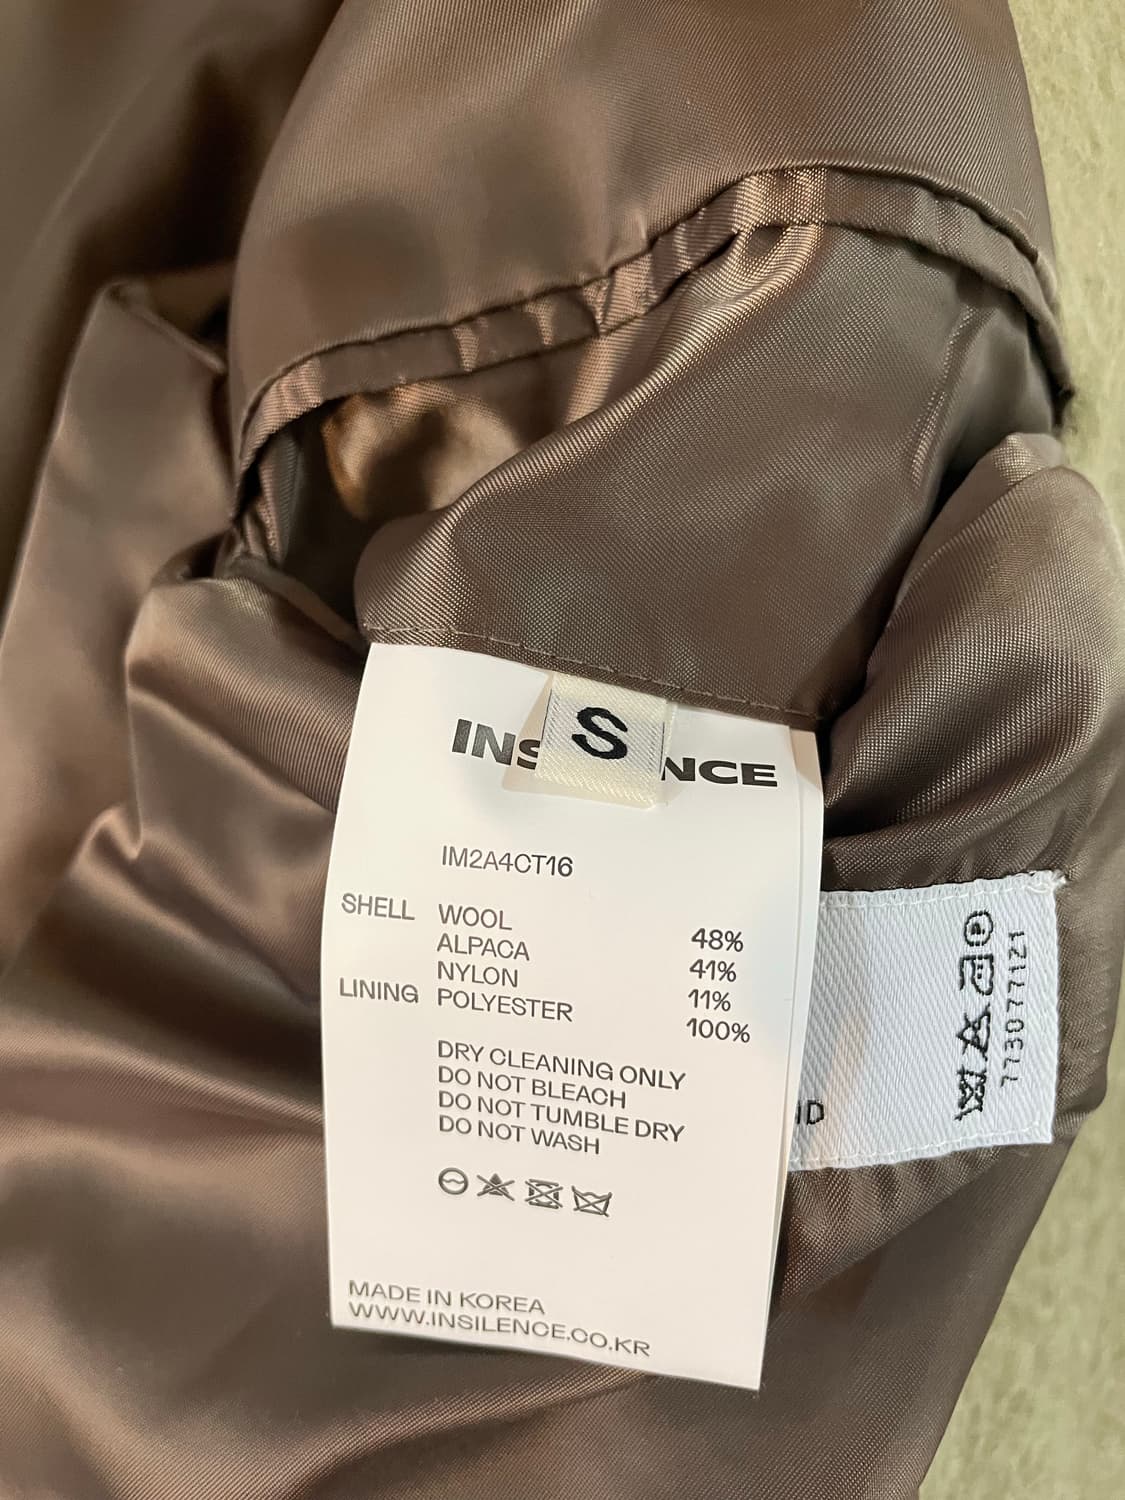 S
INS NCE
IM2A4CT16
SHELL WOOL 48%
ALPACA 41%
NYLON 11%
LINING POLYESTER 100%
DRY CLEANING ONLY
DO NOT BLEACH
DO NOT TUMBLE DRY
DO NOT WASH
MADE IN KOREA
WWW.INSILENCE.CO.KR
773077121